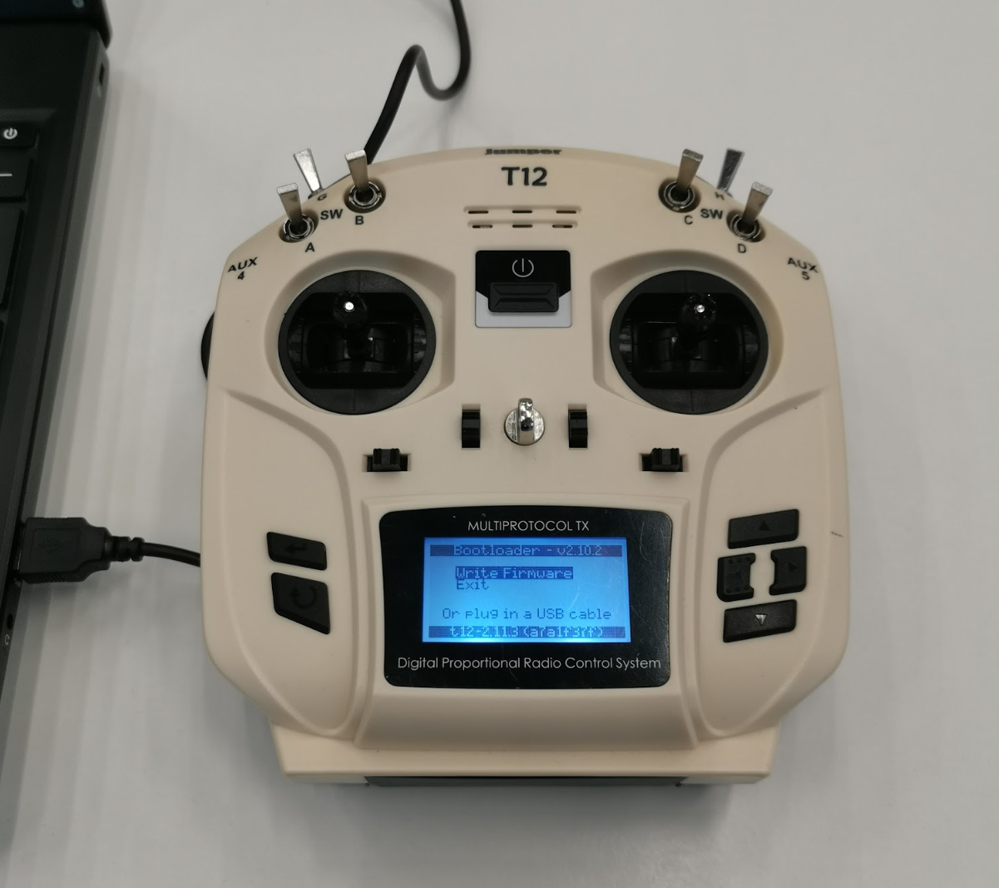 Jumper
T12
G
SW
B
A
AUX
4
H
SW
C
D
AUX
5
MULTIPROTOCOL TX
Bootloader - v2.10.2
Write Firmware
Exit
Or plug in a USB cable
t12-2.11.3
Digital Proportional Radio Control System